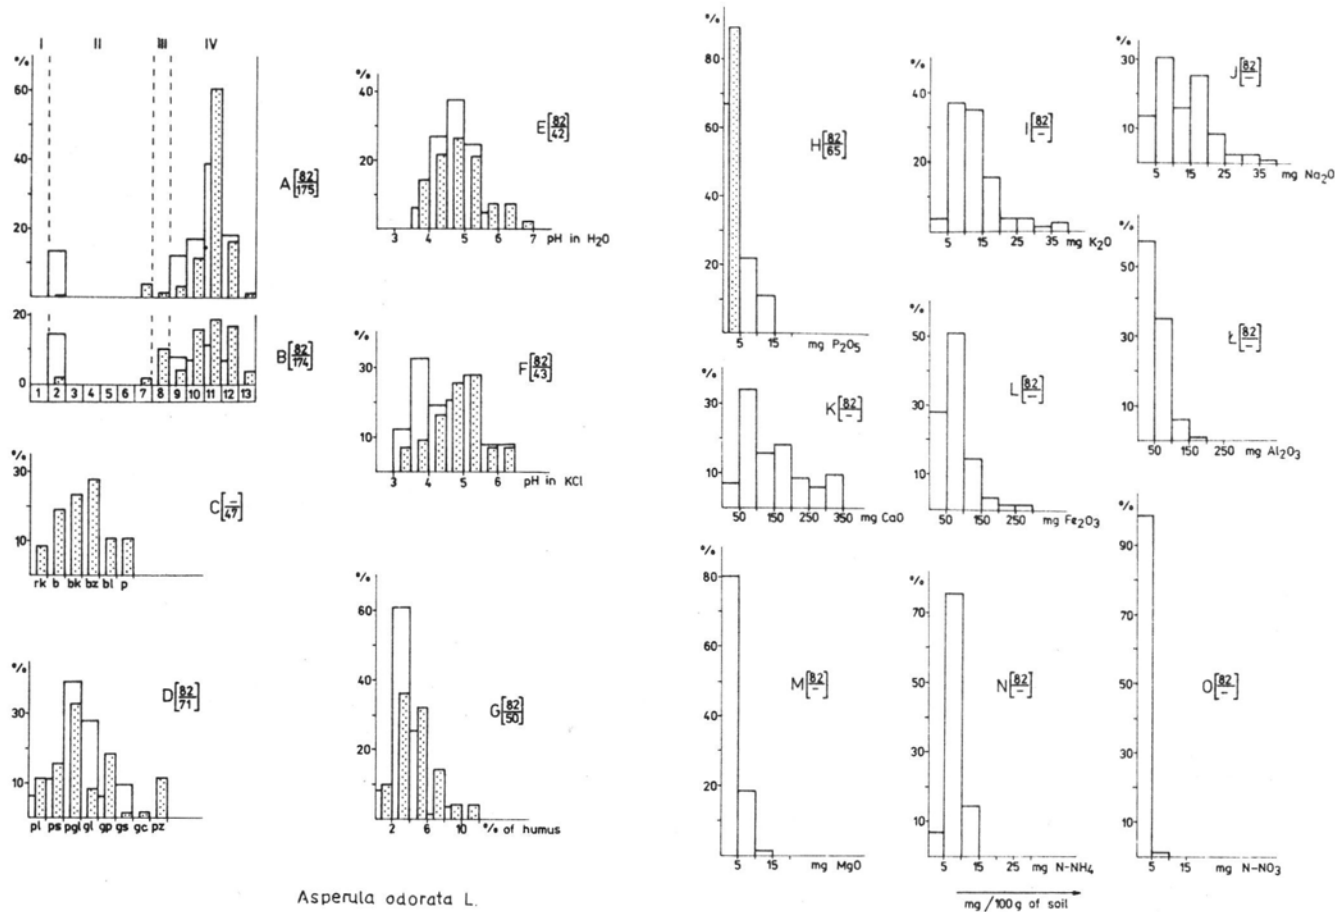 I II III IV
%
60
40
20
A[82/175]
20
10
0
B[82/174]
1 2 3 4 5 6 7 8 9 10 11 12 13
%
30
10
C[–/47]
rk b bk bz bl p
%
30
10
D[82/71]
pl ps pgl gl gp gs gc pz
%
40
20
E[82/42]
3 4 5 6 7
pH in H₂O
%
30
10
F[82/43]
3 4 5 6 pH in KCl
%
60
40
20
G[82/50]
2 6 10 % of humus
%
80
60
40
20
H[82/65]
5 15
mg P₂O₅
%
40
20
I[82/–]
5 15 25 35 mg K₂O
%
30
10
J[82/–]
5 15 25 35 mg Na₂O
%
30
10
K[82/–]
50 150 250 350 mg CaO
%
50
30
10
L[82/–]
50 150 250 mg Fe₂O₃
%
50
30
10
Ł[82/–]
50 150 250 mg Al₂O₃
%
80
60
40
20
M[82/–]
5 15 mg MgO
%
70
50
30
10
N[82/–]
5 15 25 mg N-NH₄
%
90
70
50
30
10
O[82/–]
5 15 mg N-NO₃
Asperula odorata L.
mg/100g of soil